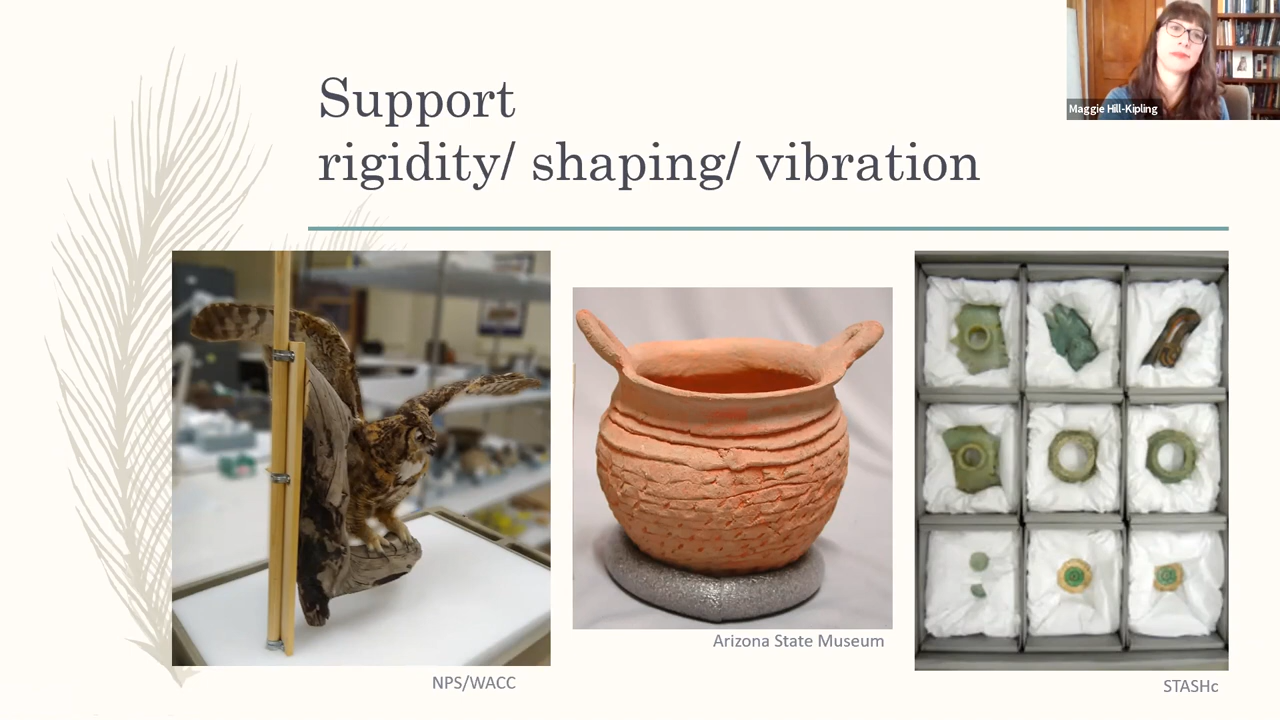 Support
rigidity/ shaping/ vibration
Maggie Hill-Kipling
Arizona State Museum
NPS/WACC
STASHc